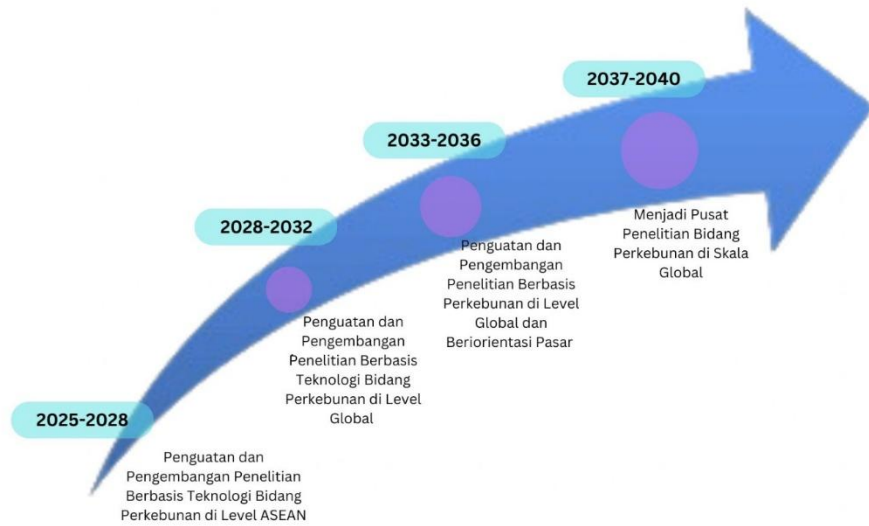 2025-2028
Penguatan dan
Pengembangan Penelitian
Berbasis Teknologi Bidang
Perkebunan di Level ASEAN
2028-2032
Penguatan dan
Pengembangan
Penelitian Berbasis
Teknologi Bidang
Perkebunan di Level
Global
2033-2036
Penguatan dan
Pengembangan
Penelitian Berbasis
Perkebunan di Level
Global dan
Beriorientasi Pasar
2037-2040
Menjadi Pusat
Penelitian Bidang
Perkebunan di Skala
Global